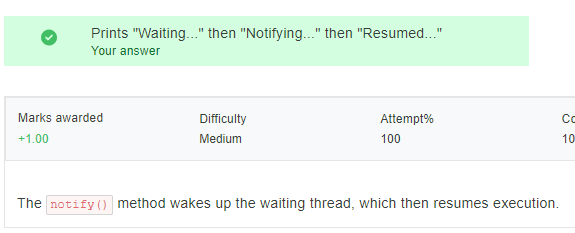 Prints "Waiting..." then "Notifying..." then "Resumed..."
Your answer
Marks awarded Difficulty Attempt%
+1.00 Medium 100 10
The notify() method wakes up the waiting thread, which then resumes execution.